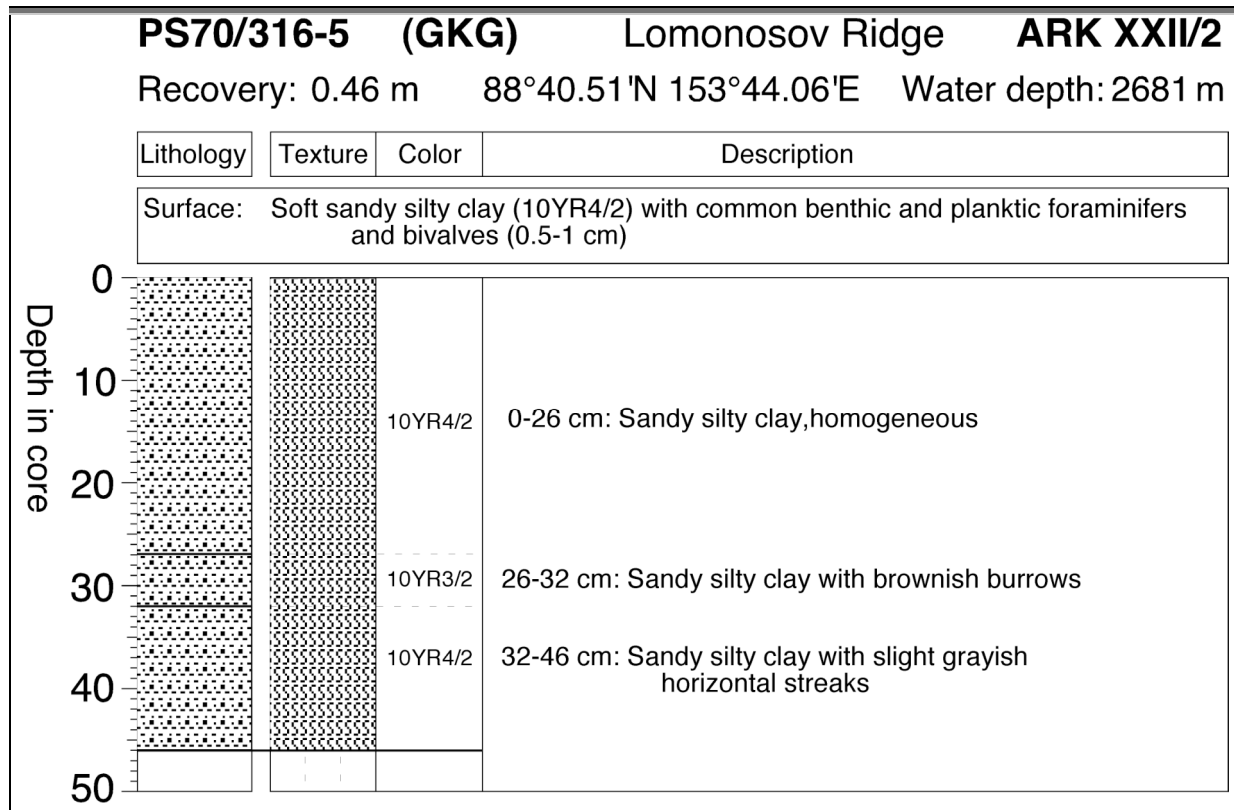 PS70/316-5 (GKG) Lomonosov Ridge ARK XXII/2
Recovery: 0.46 m 88°40.51'N 153°44.06'E Water depth: 2681 m
Lithology Texture Color Description
Surface: Soft sandy silty clay (10YR4/2) with common benthic and planktic foraminifers
and bivalves (0.5-1 cm)
Depth in core
0
10
10YR4/2 0-26 cm: Sandy silty clay,homogeneous
20
30 10YR3/2 26-32 cm: Sandy silty clay with brownish burrows
10YR4/2 32-46 cm: Sandy silty clay with slight grayish
horizontal streaks
40
50